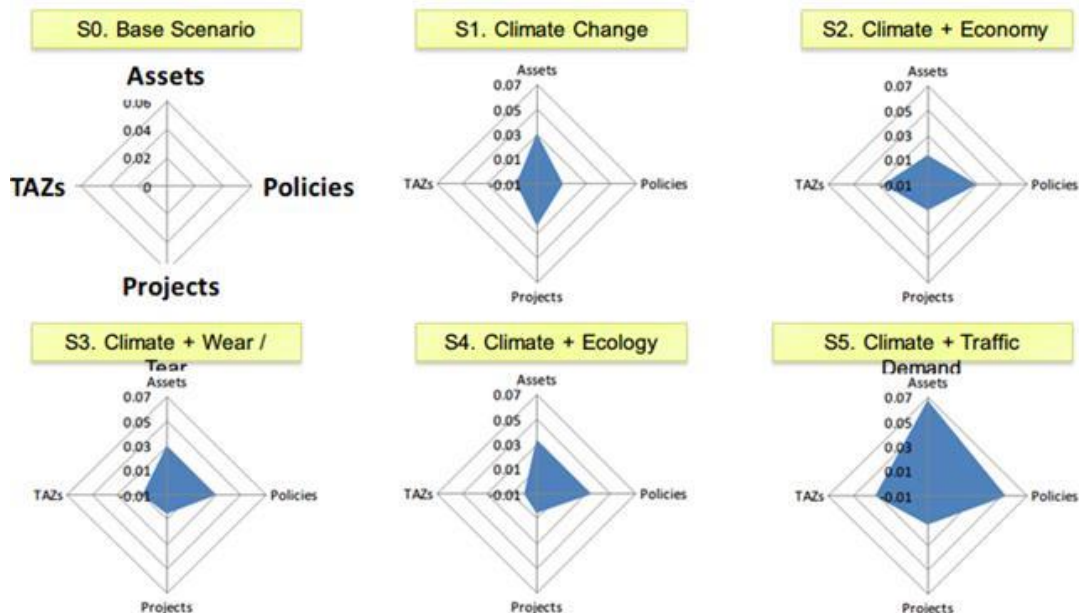 S0. Base Scenario
Assets
0.06
0.04
0.02
0
TAZs
Policies
Projects
S1. Climate Change
Assets
0.07
0.05
0.03
0.01
-0.01
TAZs
Policies
Projects
S2. Climate + Economy
Assets
0.07
0.05
0.03
0.01
-0.01
TAZs
Policies
Projects
S3. Climate + Wear /
Tear
Assets
0.07
0.05
0.03
0.01
-0.01
TAZs
Policies
Projects
S4. Climate + Ecology
Assets
0.07
0.05
0.03
0.01
-0.01
TAZs
Policies
Projects
S5. Climate + Traffic
Demand
Assets
0.07
0.05
0.03
0.01
-0.01
TAZs
Policies
Projects